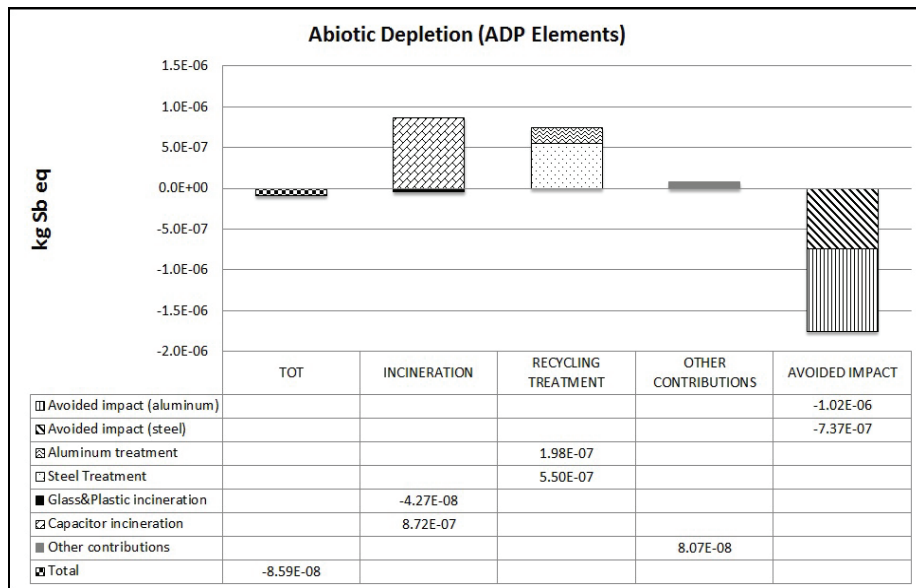 Abiotic Depletion (ADP Elements)
kg Sb eq
1.5E-06
1.0E-06
5.0E-07
0.0E+00
-5.0E-07
-1.0E-06
-1.5E-06
-2.0E-06
TOT INCINERATION RECYCLING TREATMENT OTHER CONTRIBUTIONS AVOIDED IMPACT
Avoided impact (aluminum) -1.02E-06
Avoided impact (steel) -7.37E-07
Aluminum treatment 1.98E-07
Steel Treatment 5.50E-07
Glass&Plastic incineration -4.27E-08
Capacitor incineration 8.72E-07
Other contributions 8.07E-08
Total -8.59E-08